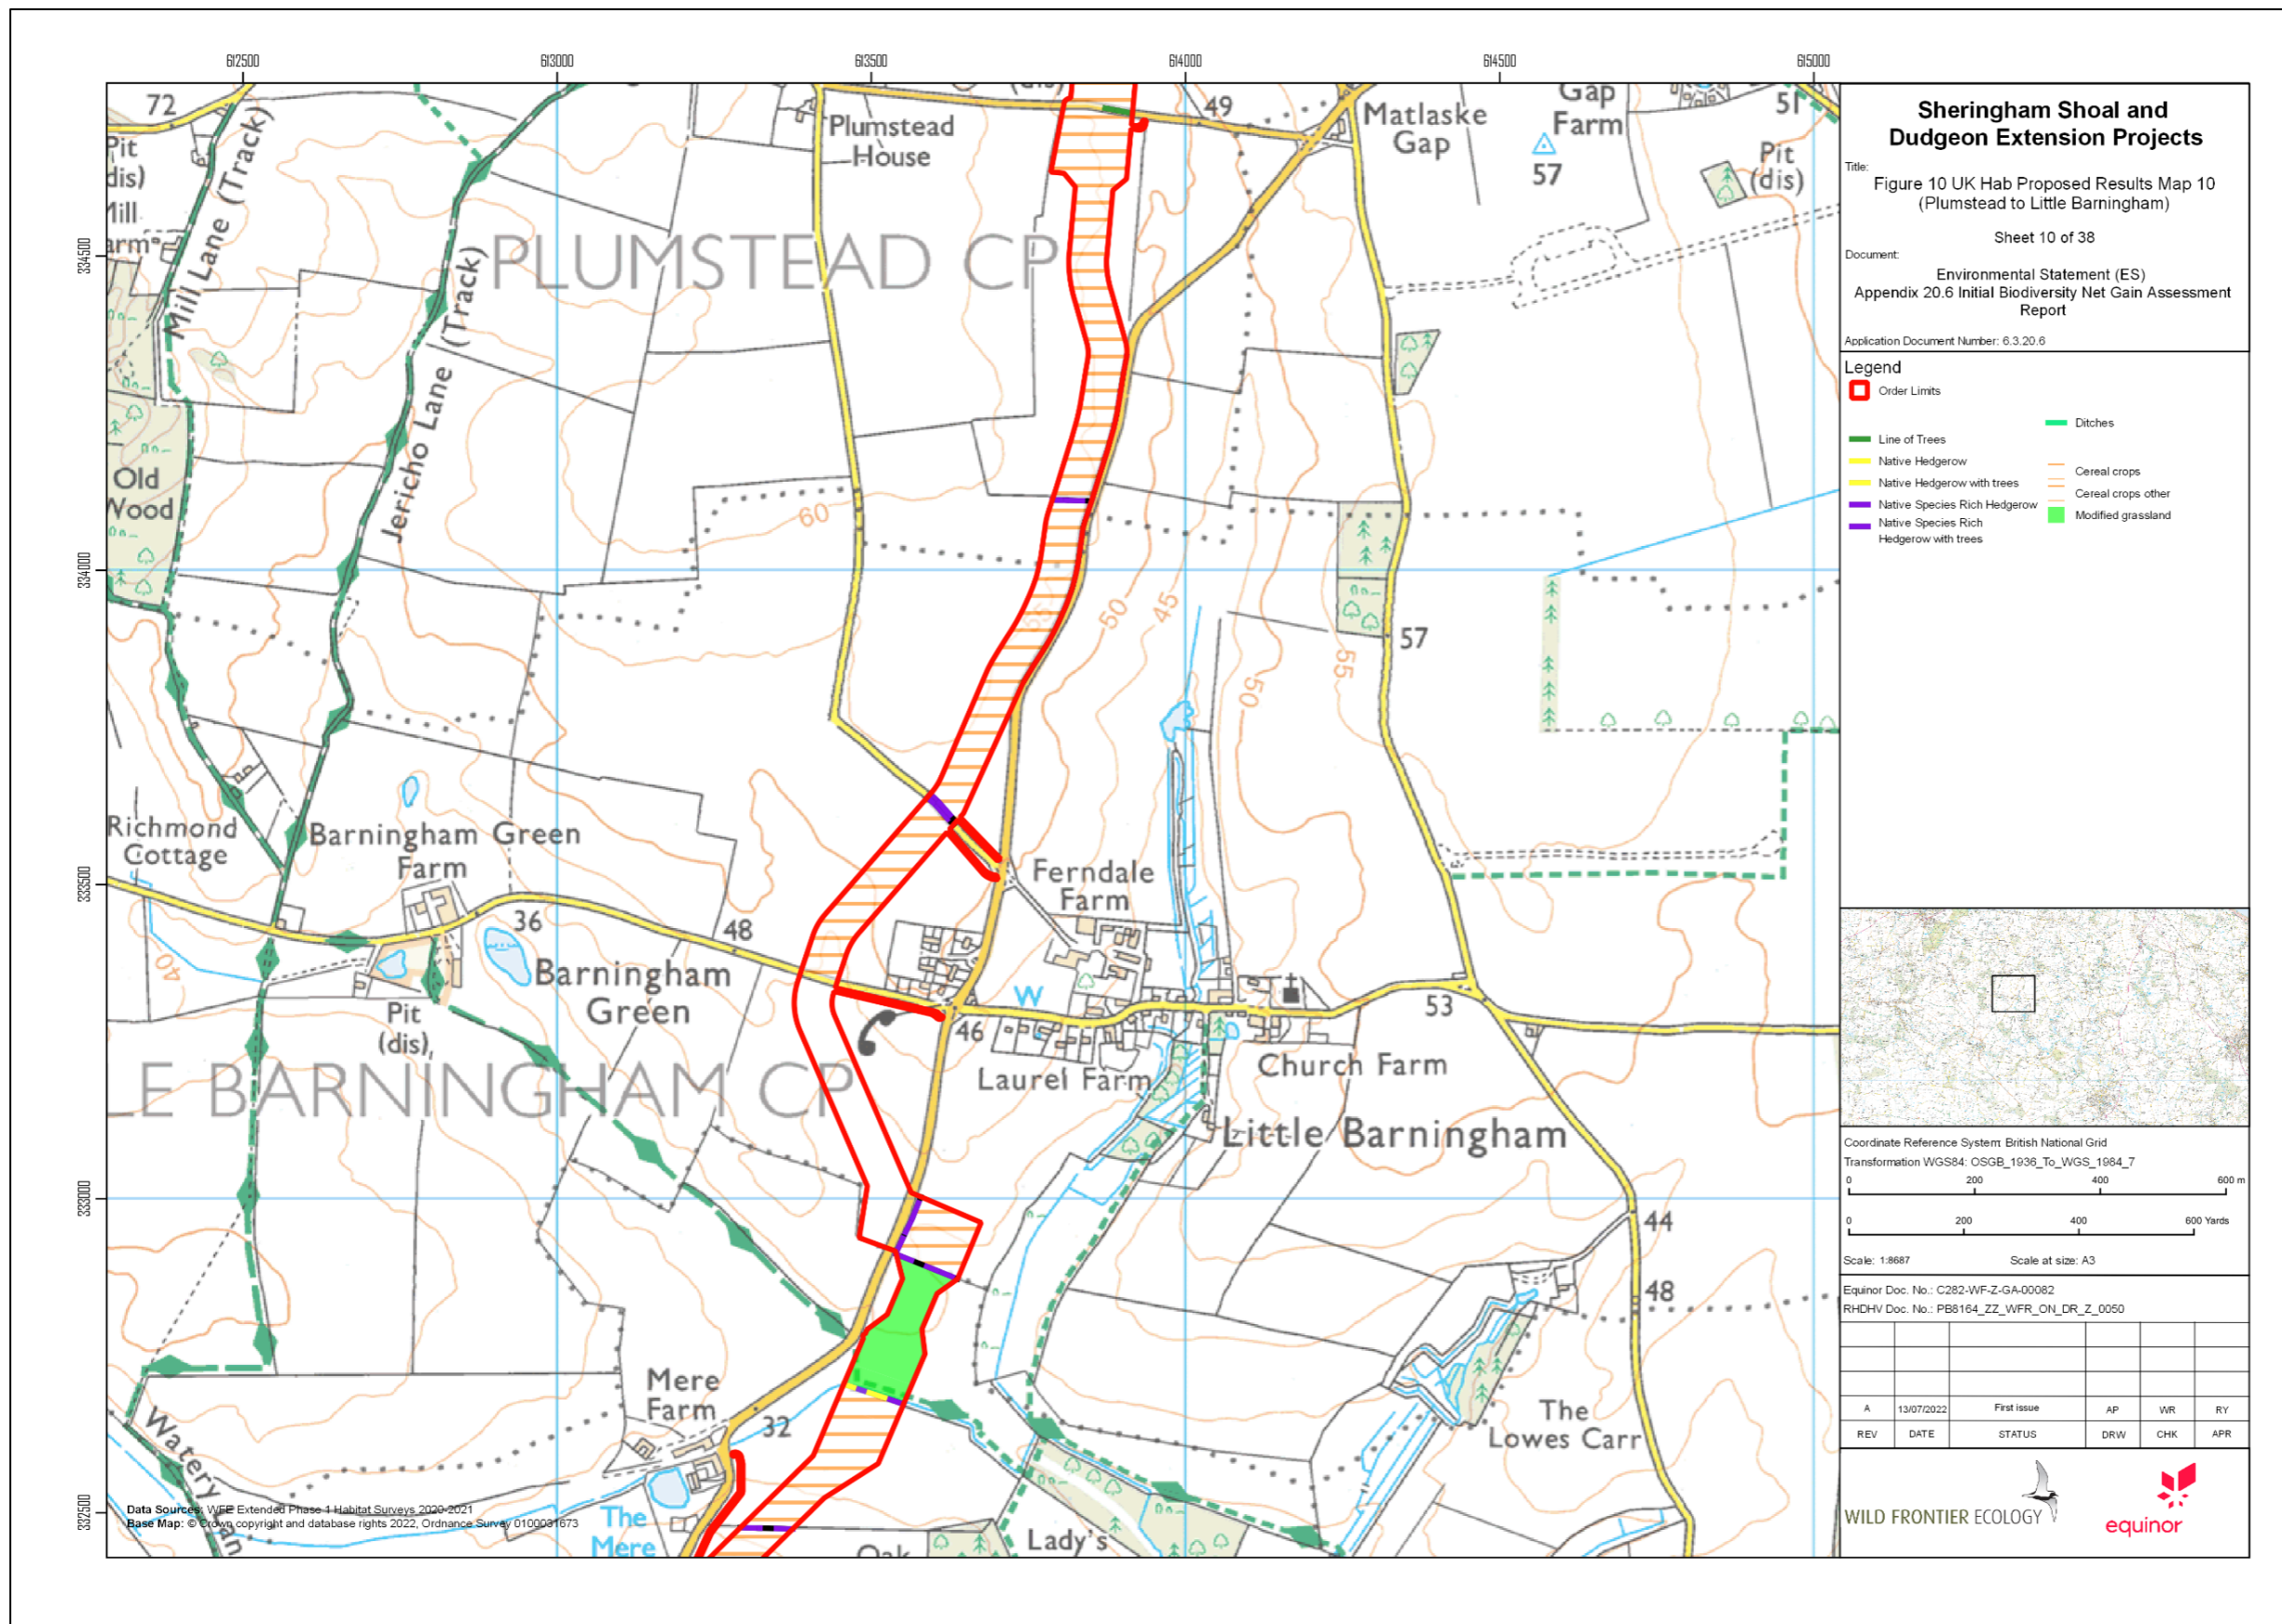 612500
613000
613500
614000
614500
615000
334500
334000
333500
333000
332500
72
Pit
(dis)
Mill Lane (Track)
Jericho Lane (Track)
Plumstead
House
(dis)
49
Matlaske
Gap
Gap
Farm
57
51
Pit
(dis)
PLUMSTEAD CP
Old
Wood
60
50
45
55
50
57
Richmond
Cottage
Barningham Green
Farm
36
48
40
Barningham
Green
Pit
(dis)
Ferndale
Farm
W
46
53
Laurel Farm
Church Farm
E BARNINGHAM CP
Little Barningham
44
48
Mere
Farm
32
The
Mere
The
Lowes Carr
Watery Lan
Oak
Lady's
Data Sources: WFE Extended Phase 1 Habitat Surveys 2020-2021
Base Map: © Crown copyright and database rights 2022, Ordnance Survey 0100031673
Sheringham Shoal and
Dudgeon Extension Projects
Title:
Figure 10 UK Hab Proposed Results Map 10
(Plumstead to Little Barningham)
Sheet 10 of 38
Document:
Environmental Statement (ES)
Appendix 20.6 Initial Biodiversity Net Gain Assessment
Report
Application Document Number: 6.3.20.6
Legend
Order Limits
Line of Trees
Native Hedgerow
Native Hedgerow with trees
Native Species Rich Hedgerow
Native Species Rich
Hedgerow with trees
Ditches
Cereal crops
Cereal crops other
Modified grassland
Coordinate Reference System: British National Grid
Transformation WGS84: OSGB_1936_To_WGS_1984_7
0 200 400 600 m
0 200 400 600 Yards
Scale: 1:8687 Scale at size: A3
Equinor Doc. No.: C282-WF-Z-GA-00082
RHDHV Doc. No.: PB8164_ZZ_WFR_ON_DR_Z_0050
A 13/07/2022 First issue AP WR RY
REV DATE STATUS DRW CHK APR
WILD FRONTIER ECOLOGY
equinor